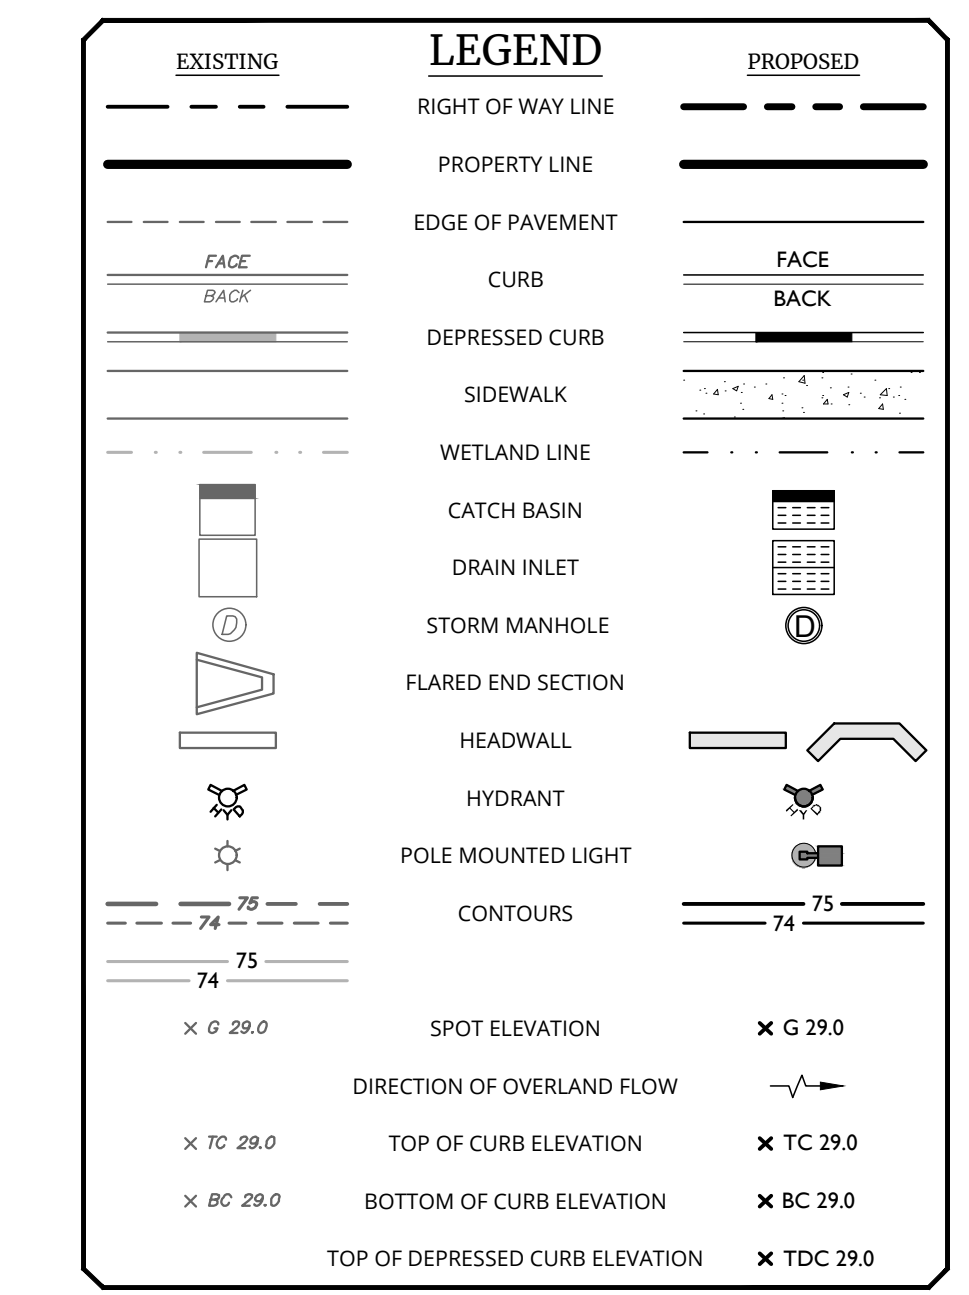 LEGEND
EXISTING PROPOSED
RIGHT OF WAY LINE
PROPERTY LINE
EDGE OF PAVEMENT
FACE FACE
CURB
BACK BACK
DEPRESSED CURB
SIDEWALK
WETLAND LINE
CATCH BASIN
DRAIN INLET
D STORM MANHOLE D
FLARED END SECTION
HEADWALL
HYDRANT
HYD HYD
POLE MOUNTED LIGHT
75 75
CONTOURS
74 74
75
74
× G 29.0 SPOT ELEVATION × G 29.0
DIRECTION OF OVERLAND FLOW
× TC 29.0 TOP OF CURB ELEVATION × TC 29.0
× BC 29.0 BOTTOM OF CURB ELEVATION × BC 29.0
TOP OF DEPRESSED CURB ELEVATION × TDC 29.0